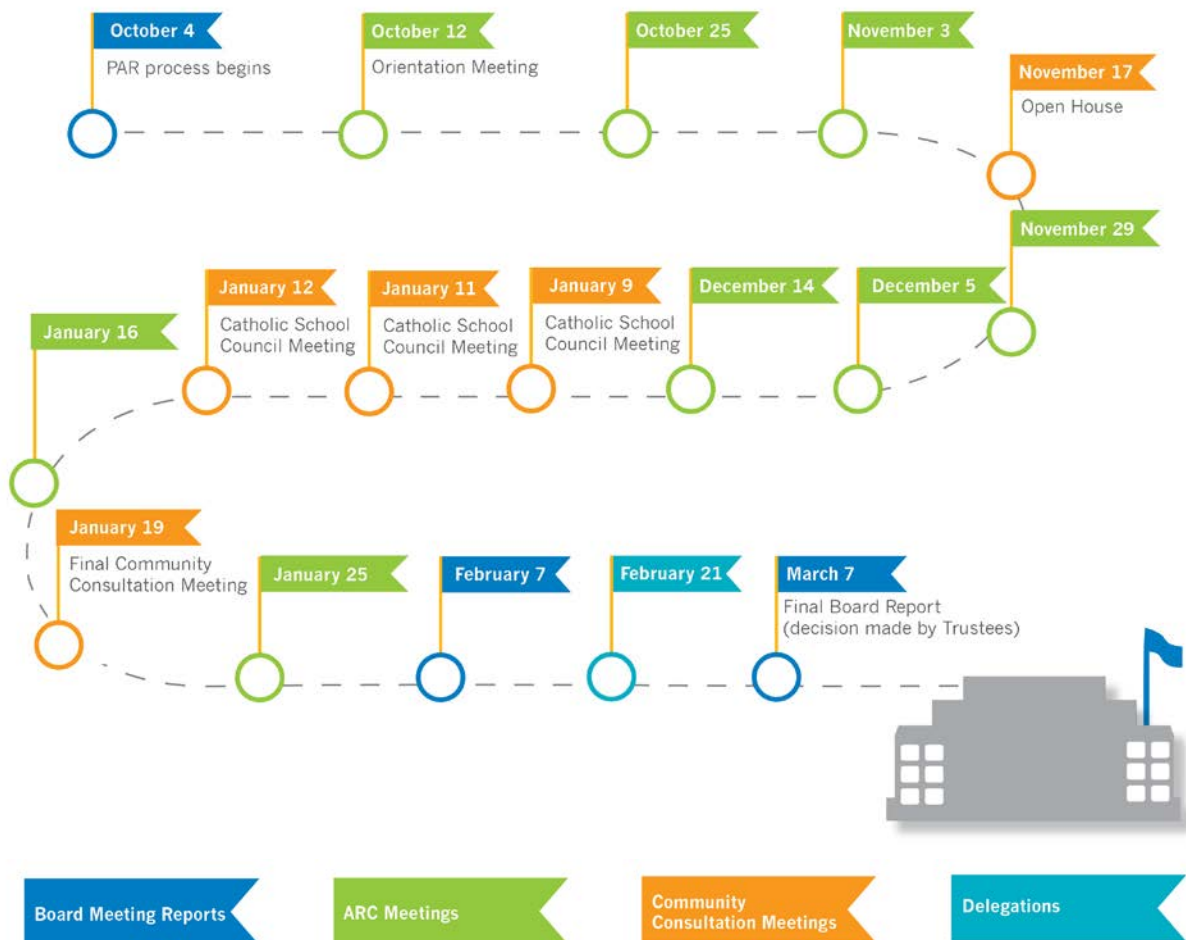 October 4
PAR process begins
October 12
Orientation Meeting
October 25
November 3
November 17
Open House
November 29
December 5
December 14
January 9
Catholic School
Council Meeting
January 11
Catholic School
Council Meeting
January 12
Catholic School
Council Meeting
January 16
January 19
Final Community
Consultation Meeting
January 25
February 7
February 21
March 7
Final Board Report
(decision made by Trustees)
Board Meeting Reports
ARC Meetings
Community
Consultation Meetings
Delegations